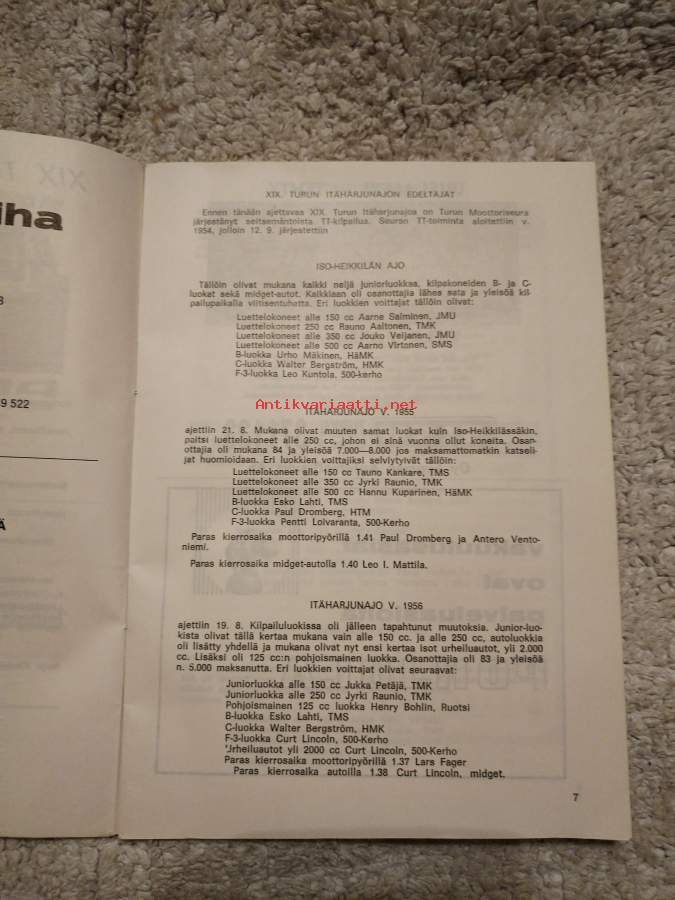 iha
3
9 522
Ä
XIX. TURUN ITÄHARJUNAJON EDELTÄJÄT
Ennen tänään ajettavaa XIX. Turun Itäharjunajoa on Turun Moottoriseura
järjestänyt seitsemäntoista TT-kilpailua. Seuran TT-toiminta aloitettiin v.
1954, jolloin 12. 9. järjestettiin
ISO-HEIKKILÄN AJO
Tällöin olivat mukana kaikki neljä juniorluokkaa, kilpakoneiden B- ja C-
luokat sekä midget-autot. Kaikkiaan oli osanottajia lähes sata ja yleisöä kil-
pailupaikalla viitisentuhatta. Eri luokkien voittajat tällöin olivat:
Luettelokoneet alle 150 cc Aarne Salminen, JMU
Luettelokoneet 250 cc Rauno Aaltonen, TMK
Luettelokoneet alle 350 cc Jouko Veijanen, JMU
Luettelokoneet alle 500 cc Aarno Virtonen, SMS
B-luokka Urho Mäkinen, HäMK
C-luokka Walter Bergström, HMK
F-3-luokka Leo Kuntola, 500-kerho
Antikvariaatti.net
ITÄHARJUNAJO V. 1955
ajettiin 21. 8. Mukana olivat muuten samat luokat kuin Iso-Heikkilässäkin,
paitsi luettelokoneet alle 250 cc, johon ei sinä vuonna ollut koneita. Osan-
ottajia oli mukana 84 ja yleisöä 7.000—8.000 jos maksamattomatkin katseli-
jat huomioidaan. Eri luokkien voittajiksi selviytyivät tällöin:
Luettelokoneet alle 150 cc Tauno Kankare, TMS
Luettelokoneet alle 350 cc Jyrki Raunio, TMK
Luettelokoneet alle 500 cc Hannu Kuparinen, HäMK
B-luokka Esko Lahti, TMS
C-luokka Paul Dromberg, HTM
F-3-luokka Pentti Loivaranta, 500-Kerho
Paras kierrosaika moottoripyörillä 1.41 Paul Dromberg ja Antero Vento-
niemi.
Paras kierrosaika midget-autolla 1.40 Leo I. Mattila.
ITÄHARJUNAJO V. 1956
ajettiin 19. 8. Kilpailuluokissa oli jälleen tapahtunut muutoksia. Junior-luo-
kista olivat tällä kertaa mukana vain alle 150 cc. ja alle 250 cc, autoluokkia
oli lisätty yhdellä ja mukana olivat nyt ensi kertaa isot urheiluautot, yli 2.000
cc. Lisäksi oli 125 cc:n pohjoismainen luokka. Osanottajia oli 83 ja yleisöä
n. 5.000 maksanutta. Eri luokkien voittajat olivat seuraavat:
Juniorluokka alle 150 cc Jukka Petäjä, TMK
Juniorluokka alle 250 cc Jyrki Raunio, TMK
Pohjoismainen 125 cc luokka Henry Bohlin, Ruotsi
B-luokka Esko Lahti, TMS
C-luokka Walter Bergström, HMK
F-3-luokka Curt Lincoln, 500-Kerho
'Jrheiluautot yli 2000 cc Curt Lincoln, 500-Kerho
Paras kierrosaika moottoripyörillä 1.37 Lars Fager
Paras kierrosaika autoilla 1.38 Curt Lincoln, midget.
7